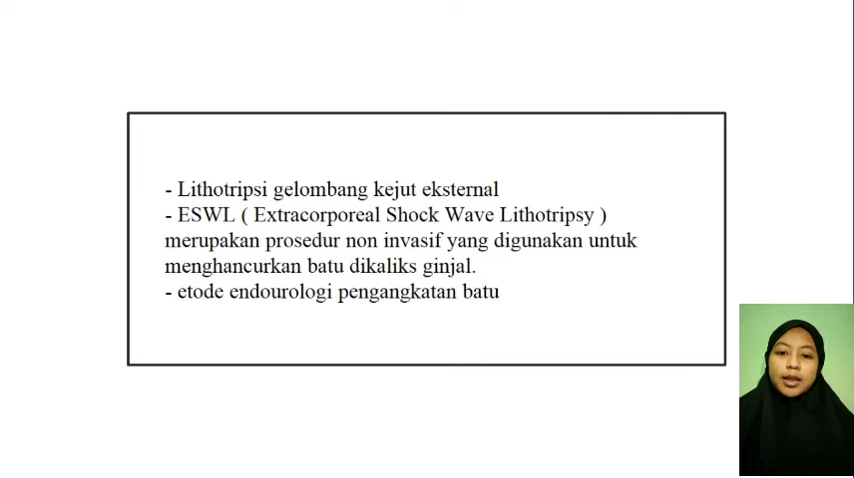 - Lithotripsi gelombang kejut eksternal
- ESWL ( Extracorporeal Shock Wave Lithotripsy )
merupakan prosedur non invasif yang digunakan untuk
menghancurkan batu dikaliks ginjal.
- etode endourologi pengangkatan batu